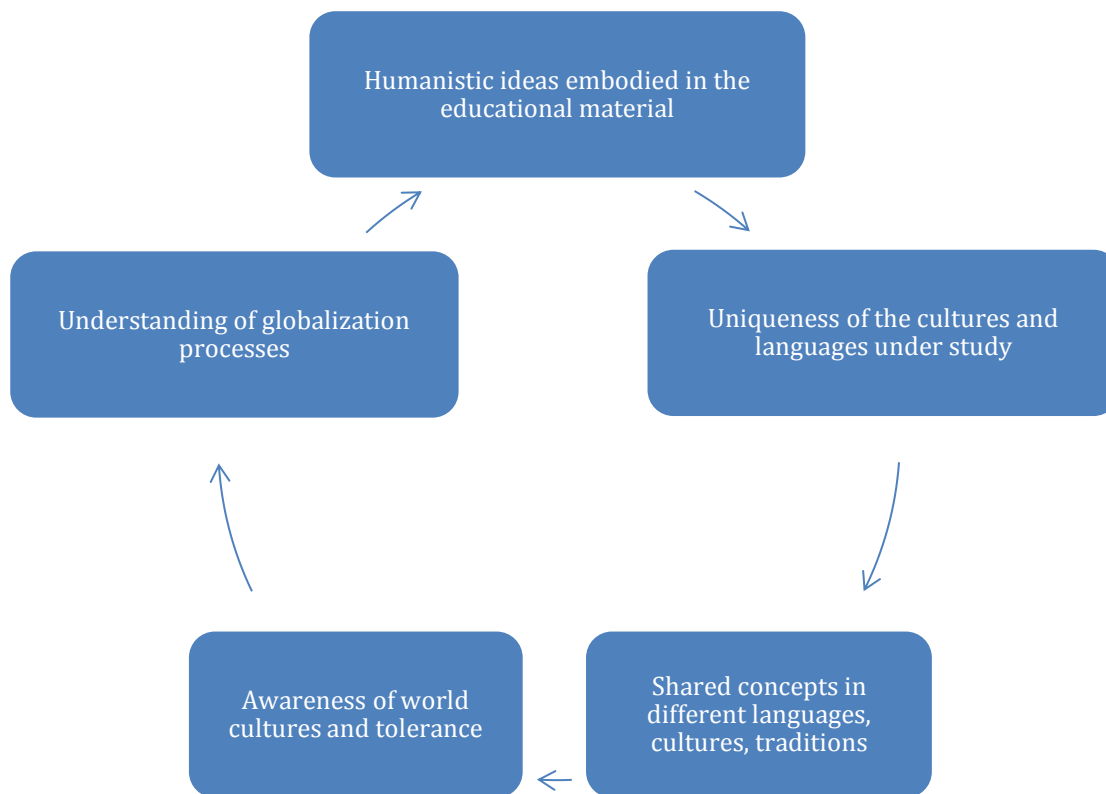 Humanistic ideas embodied in the
educational material
Uniqueness of the cultures and
languages under study
Shared concepts in
different languages,
cultures, traditions
Awareness of world
cultures and tolerance
Understanding of globalization
processes